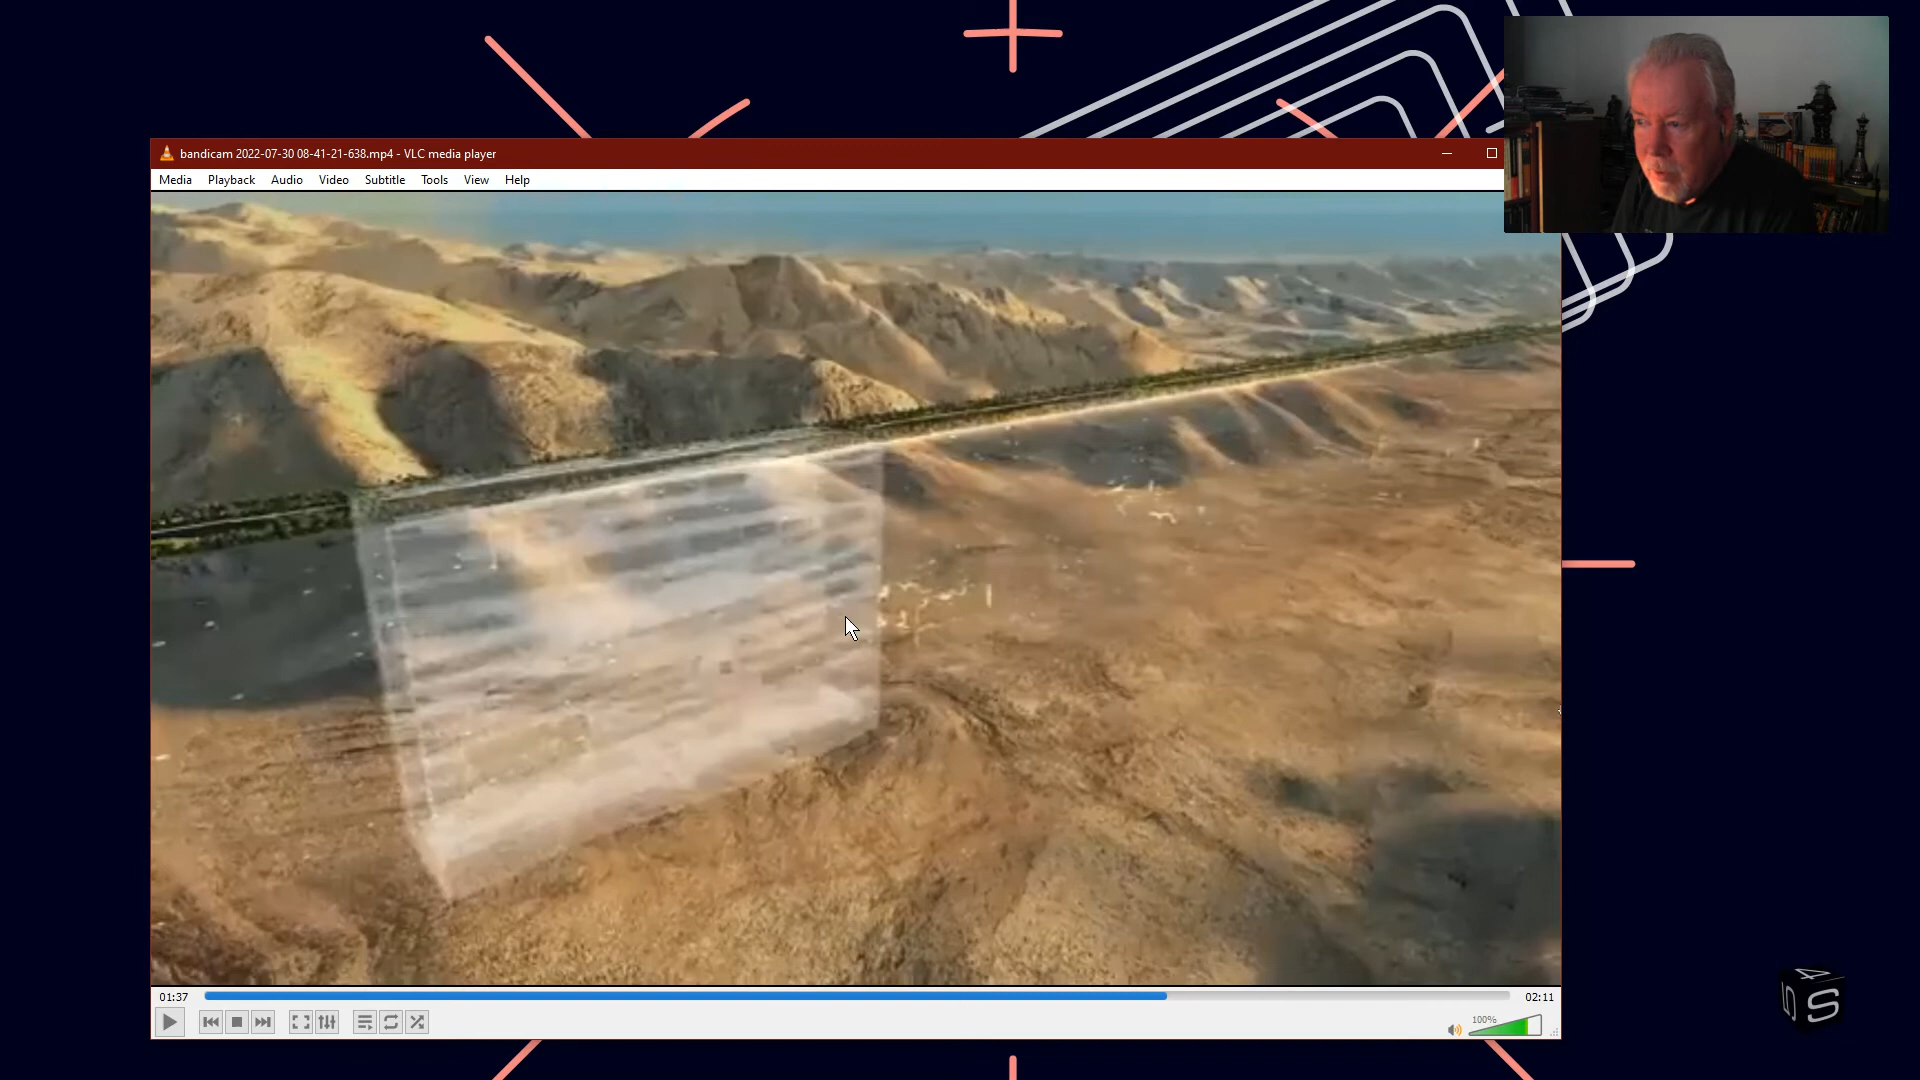 bandicam 2022-07-30 08-41-21-638.mp4 - VLC media player
Media Playback Audio Video Subtitle Tools View Help
01:37
02:11
100%
S